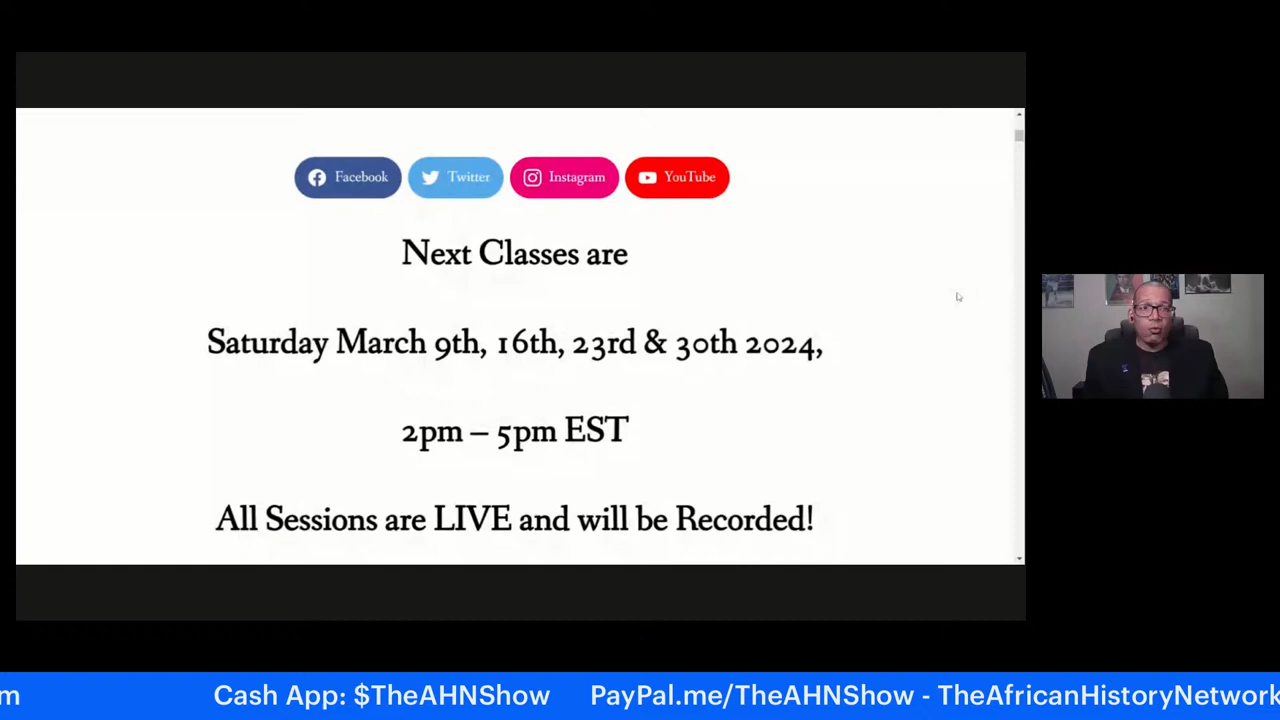 Facebook Twitter Instagram YouTube
Next Classes are
Saturday March 9th, 16th, 23rd & 30th 2024,
2pm – 5pm EST
All Sessions are LIVE and will be Recorded!
m Cash App: $TheAHNShow PayPal.me/TheAHNShow - TheAfricanHistoryNetwork